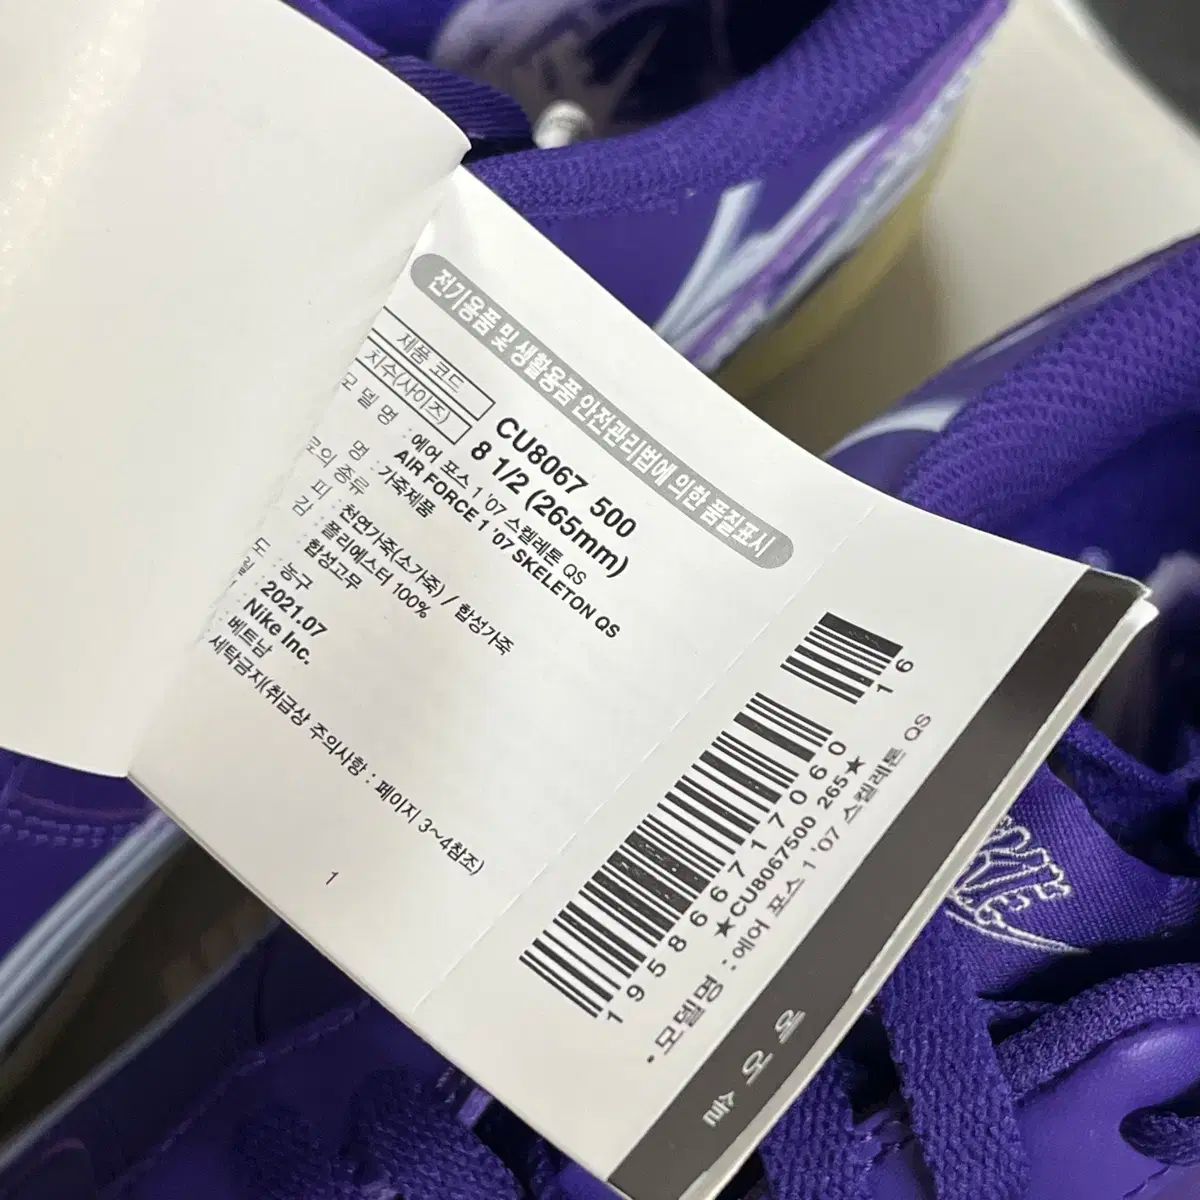 전기용품 및 생활용품 안전관리법에 의한 품질표시
제품 코드 CU8067 500
치수(사이즈) 8 1/2 (265mm)
모델명 : 에어 포스 1 '07 스켈레톤 QS
AIR FORCE 1 '07 SKELETON QS
종류 : 가죽제품
피 : 천연가죽(소가죽) / 합성가죽
감 : 폴리에스터 100%
: 합성고무
: 농구
: 2021.07
: Nike Inc.
: 베트남
: 세탁금지(취급상 주의사항 : 페이지 3~4참조)
1
195866717060 16
★CU8067500 265★
*모델명 : 에어 포스 1 '07 스켈레톤 QS
NIKE